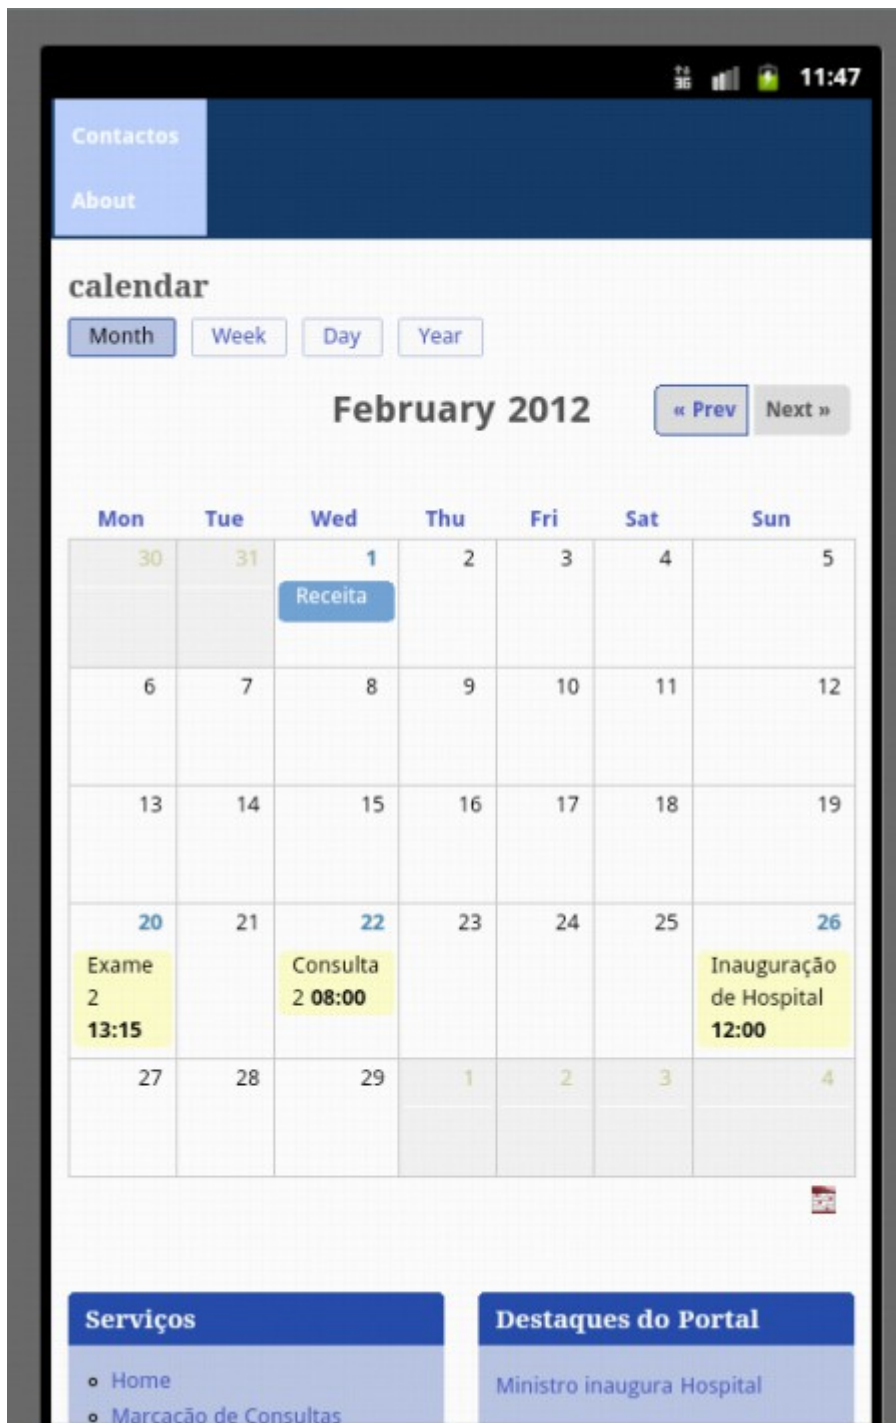 3G 11:47
Contactos
About
calendar
Month Week Day Year
February 2012 « Prev Next »
Mon Tue Wed Thu Fri Sat Sun
30 31 1 2 3 4 5
Receita
6 7 8 9 10 11 12
13 14 15 16 17 18 19
20 21 22 23 24 25 26
Exame Consulta Inauguração
2 2 08:00 de Hospital
13:15 12:00
27 28 29 1 2 3 4
Serviços Destaques do Portal
Home Ministro inaugura Hospital
Marcação de Consultas